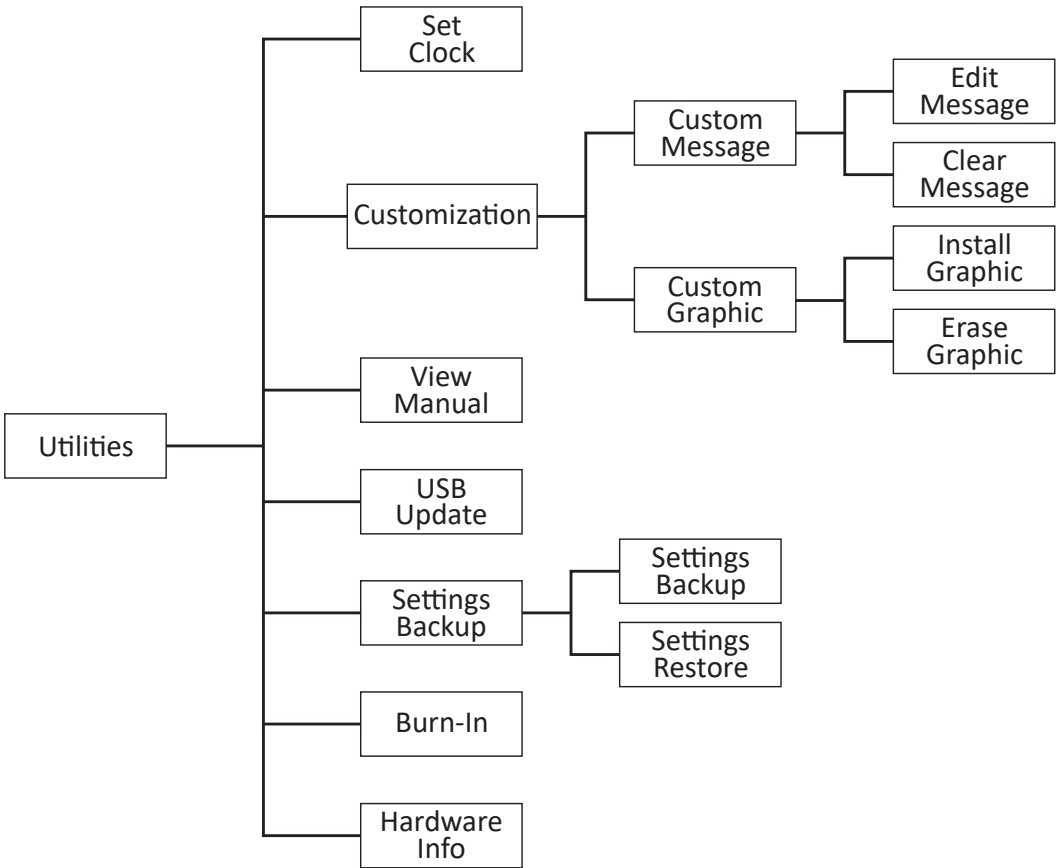 Set
Clock
Edit
Message
Custom
Message
Clear
Message
Customization
Install
Graphic
Custom
Graphic
Erase
Graphic
View
Manual
Utilities
USB
Update
Settings
Backup
Settings
Backup
Settings
Restore
Burn-In
Hardware
Info